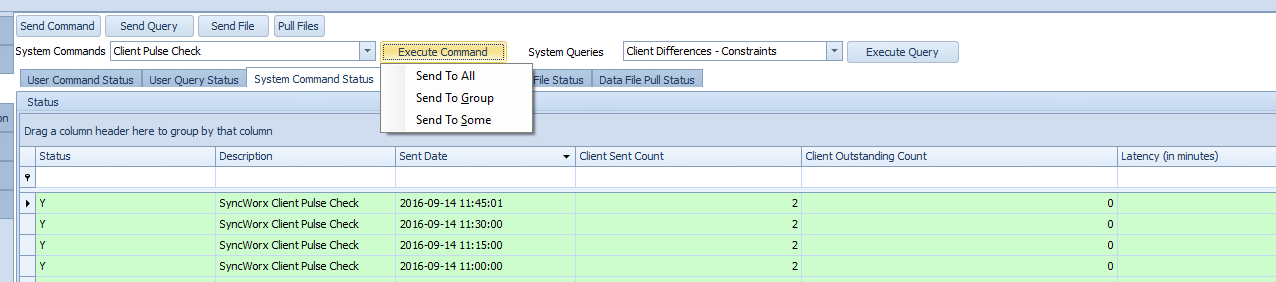 Send Command Send Query Send File Pull Files
System Commands Client Pulse Check Execute Command System Queries Client Differences - Constraints Execute Query
Send To All
Send To Group
Send To Some
User Command Status User Query Status System Command Status File Status Data File Pull Status
Status
Drag a column header here to group by that column
Status Description Sent Date Client Sent Count Client Outstanding Count Latency (in minutes)
Y SyncWorx Client Pulse Check 2016-09-14 11:45:01 2 0
Y SyncWorx Client Pulse Check 2016-09-14 11:30:00 2 0
Y SyncWorx Client Pulse Check 2016-09-14 11:15:00 2 0
Y SyncWorx Client Pulse Check 2016-09-14 11:00:00 2 0